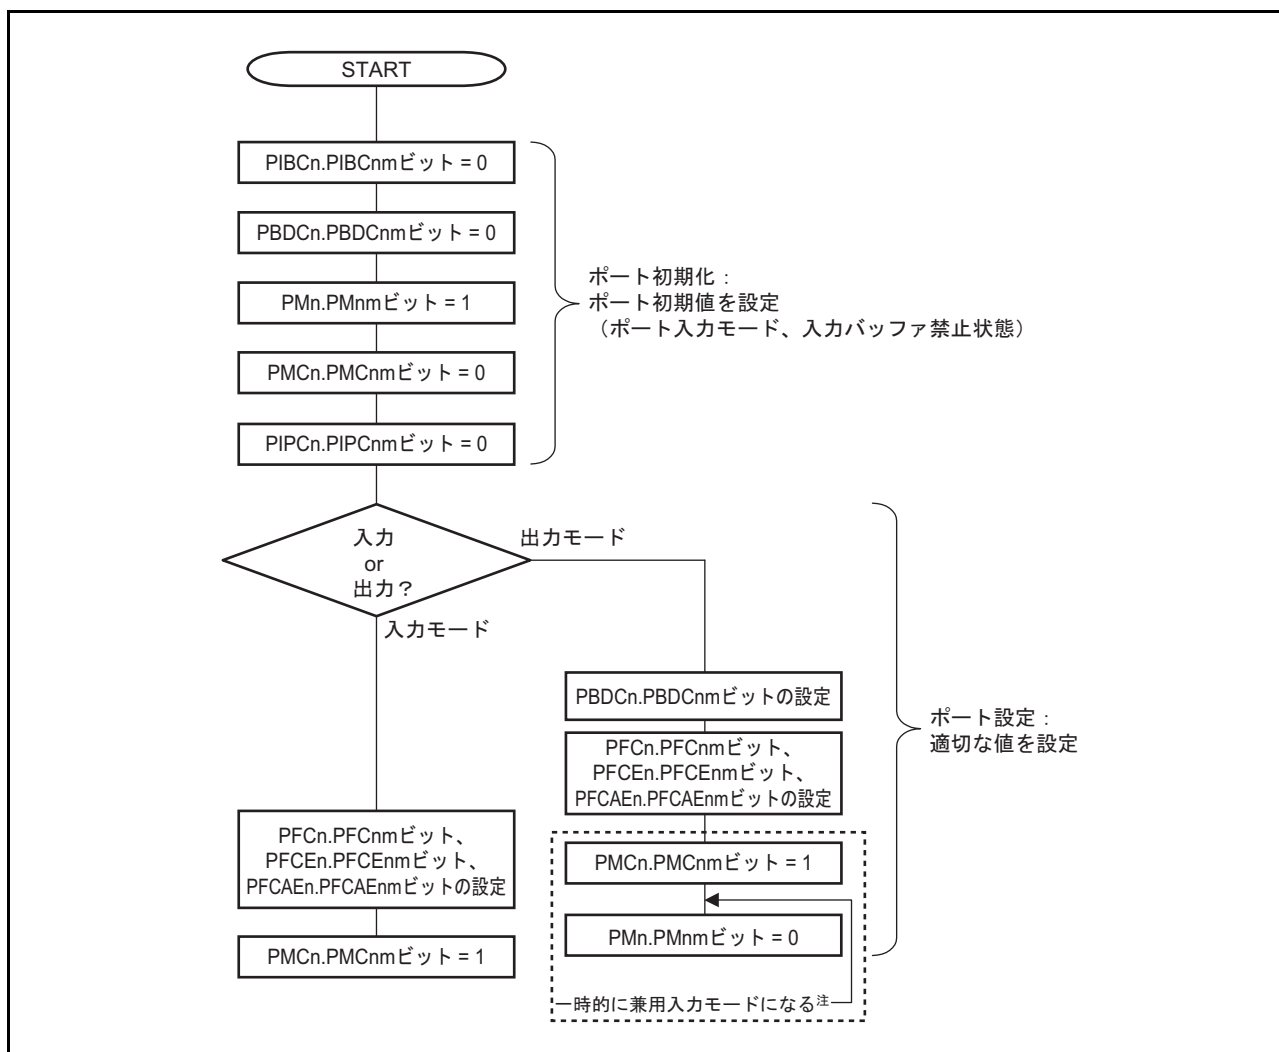 START
PIBCn.PIBCnmビット = 0
PBDCn.PBDCnmビット = 0
PMn.PMnmビット = 1
PMCn.PMCnmビット = 0
PIPCn.PIPCnmビット = 0
ポート初期化：
ポート初期値を設定
（ポート入力モード、入力バッファ禁止状態）
入力
or
出力？
出力モード
入力モード
PBDCn.PBDCnmビットの設定
PFCn.PFCnmビット、
PFCEn.PFCEnmビット、
PFCAEn.PFCAEnmビットの設定
PMCn.PMCnmビット = 1
PMn.PMnmビット = 0
一時的に兼用入力モードになる注
ポート設定：
適切な値を設定
PFCn.PFCnmビット、
PFCEn.PFCEnmビット、
PFCAEn.PFCAEnmビットの設定
PMCn.PMCnmビット = 1